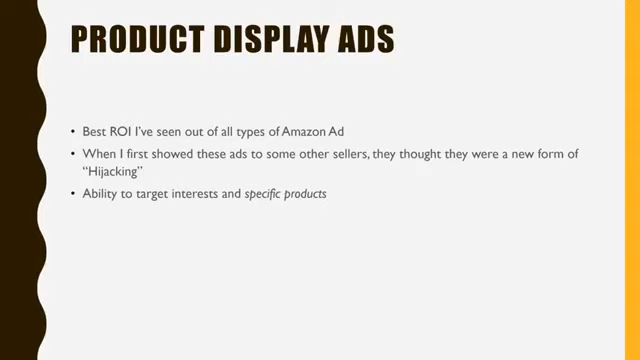 PRODUCT DISPLAY ADS
• Best ROI I've seen out of all types of Amazon Ad
• When I first showed these ads to some other sellers, they thought they were a new form of
“Hijacking”
• Ability to target interests and specific products